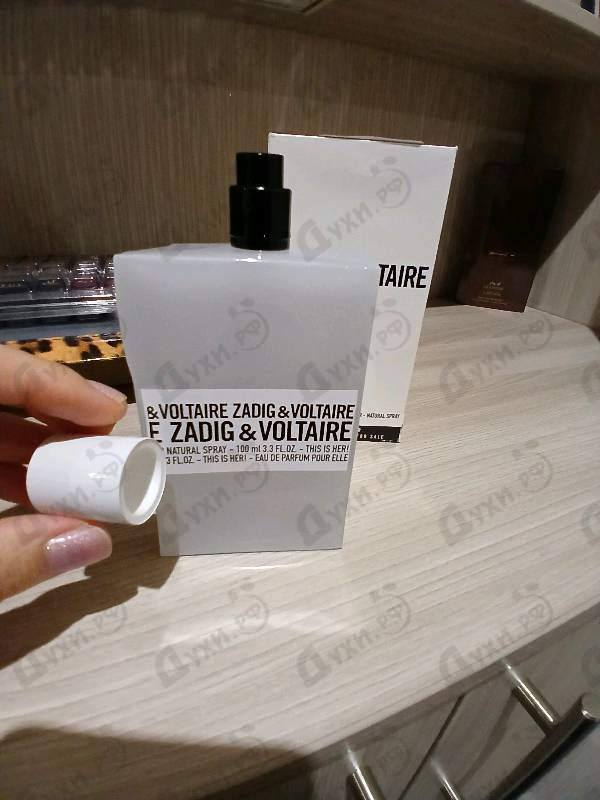 TAIRE
&VOLTAIRE ZADIG&VOLTAIRE
E ZADIG & VOLTAIRE
NATURAL SPRAY – 100 ml 3.3 FL.OZ. – THIS IS HER!
3 FL.OZ. – THIS IS HER! – EAU DE PARFUM POUR ELLE
- NATURAL SPRAY
SALE
Духи.рф